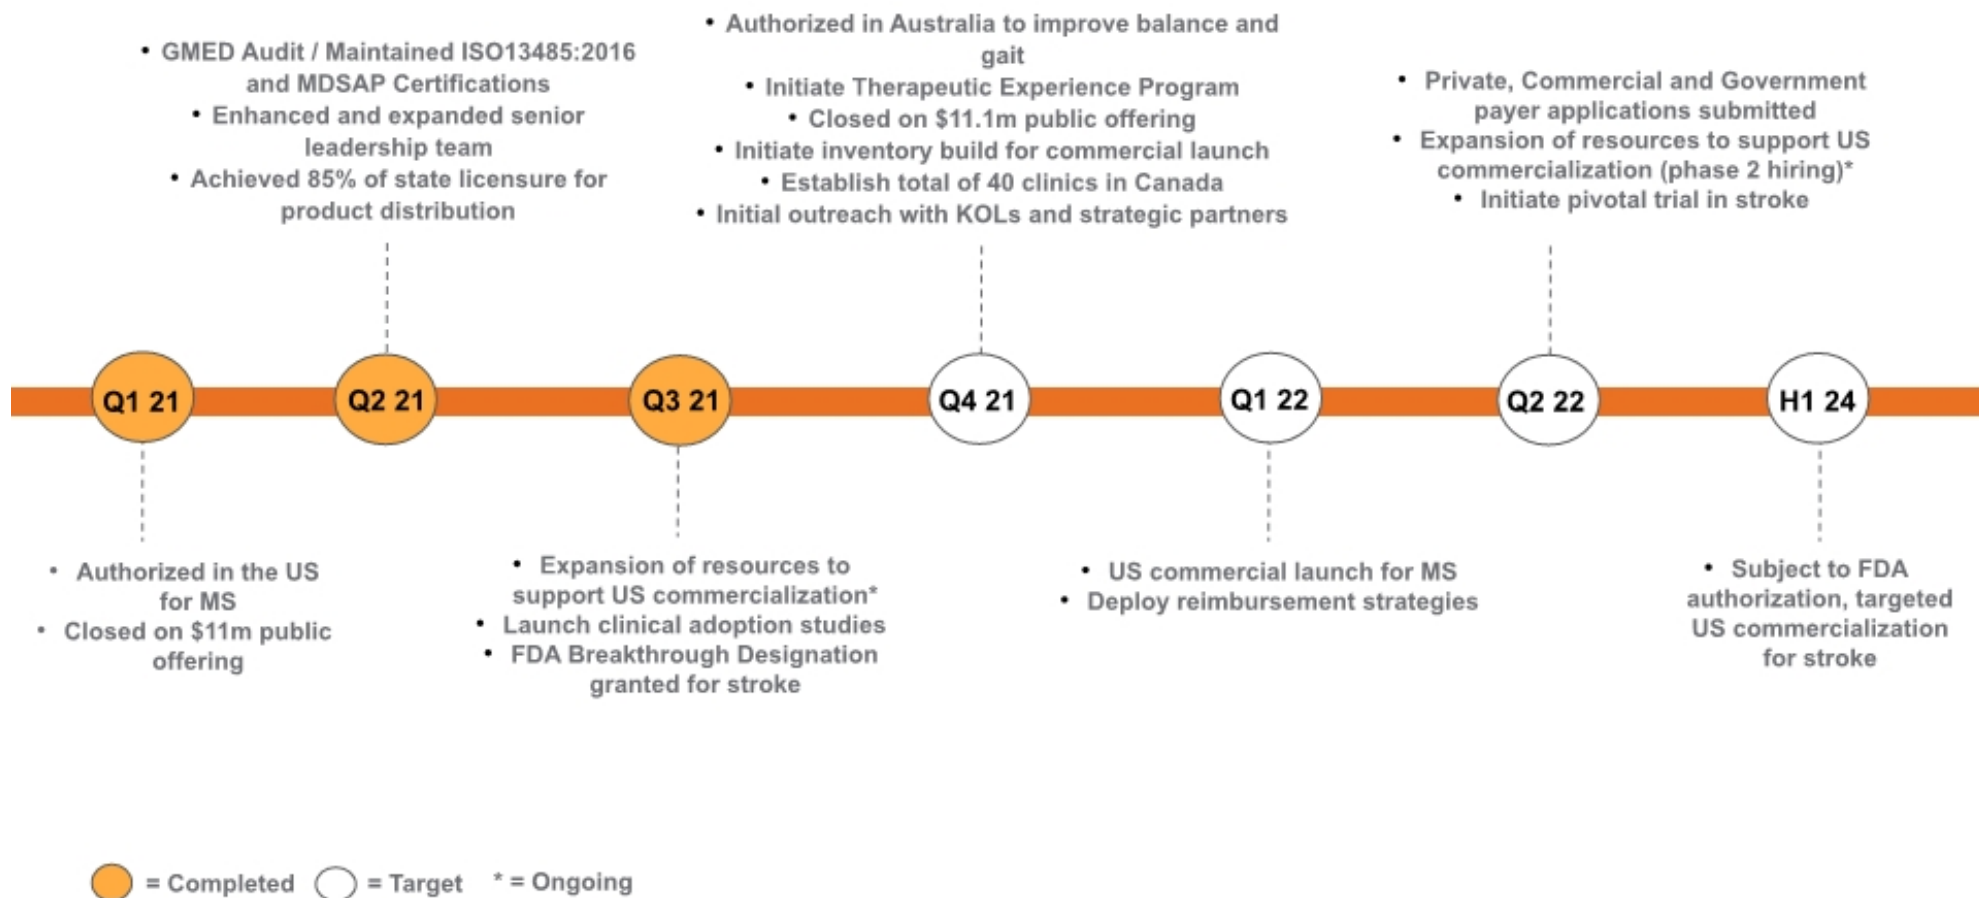 • GMED Audit / Maintained ISO13485:2016
and MDSAP Certifications
• Enhanced and expanded senior
leadership team
• Achieved 85% of state licensure for
product distribution
• Authorized in Australia to improve balance and
gait
• Initiate Therapeutic Experience Program
• Closed on $11.1m public offering
• Initiate inventory build for commercial launch
• Establish total of 40 clinics in Canada
• Initial outreach with KOLs and strategic partners
• Private, Commercial and Government
payer applications submitted
• Expansion of resources to support US
commercialization (phase 2 hiring)*
• Initiate pivotal trial in stroke
Q1 21
Q2 21
Q3 21
Q4 21
Q1 22
Q2 22
H1 24
• Authorized in the US
for MS
• Closed on $11m public
offering
• Expansion of resources to
support US commercialization*
• Launch clinical adoption studies
• FDA Breakthrough Designation
granted for stroke
• US commercial launch for MS
• Deploy reimbursement strategies
• Subject to FDA
authorization, targeted
US commercialization
for stroke
= Completed = Target * = Ongoing